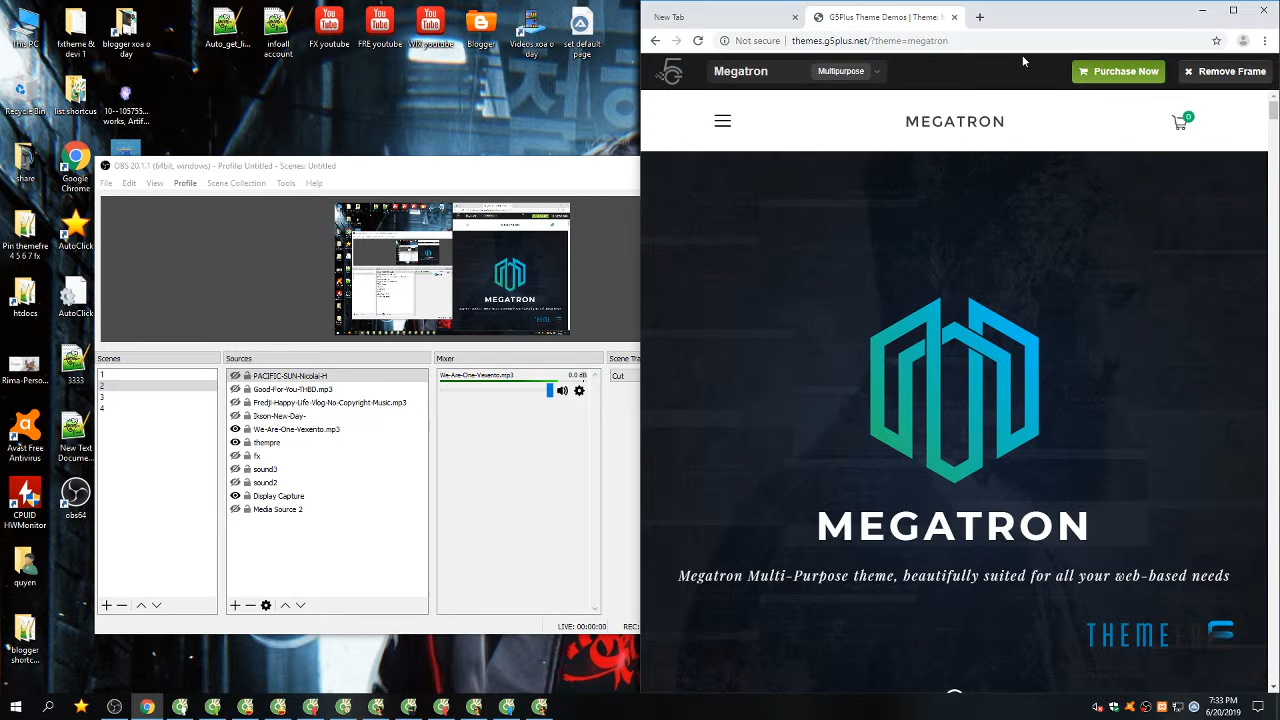 This PC
fxtheme & devi 1
blogger xoa o day
Auto_get_li...
infoall account
FX youtube
FRE youtube
WIX youtube
Blogger
Videos xoa o day
set default page
Recycle Bin
list shortcus
10--105755... works, Artif...
share
Google Chrome
Pin themefre 4 5 6 7 fx
AutoClick
htdocs
AutoClick
Rima-Perso...
3333
Avast Free Antivirus
New Text Docume...
CPUID HWMonitor
obs64
quyen
blogger shortc...
OBS 20.1.1 (64bit, windows) - Profile: Untitled - Scenes: Untitled
File Edit View Profile Scene Collection Tools Help
MEGATRON
Scenes
1
2
3
4
Sources
PACIFIC-SUN-Nicolai-H
Good-For-You-THBD.mp3
Fredji-Happy-Life-Vlog-No-Copyright-Music.mp3
Ikson-New-Day-
We-Are-One-Vexento.mp3
thempre
fx
sound3
sound2
Display Capture
Media Source 2
Mixer
We-Are-One-Vexento.mp3 0.0 dB
Scene Tra
Cut
LIVE: 00:00:00 REC:
New Tab
G5Plus Theme Demos | Theme: M
Not secure | themes.g5plus.net/?theme=megatron
Megatron Multipurpose
Purchase Now
Remove Frame
MEGATRON
0
MEGATRON
Megatron Multi-Purpose theme, beautifully suited for all your web-based needs
THEME
7:33 PM
6/20/2019